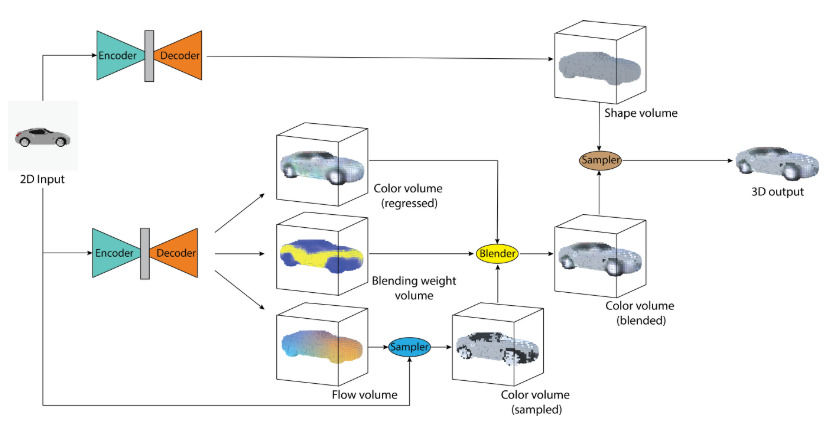 Encoder
Decoder
Shape volume
2D Input
Sampler
3D output
Color volume
(regressed)
Encoder
Decoder
Blending weight
volume
Blender
Color volume
(blended)
Flow volume
Sampler
Color volume
(sampled)